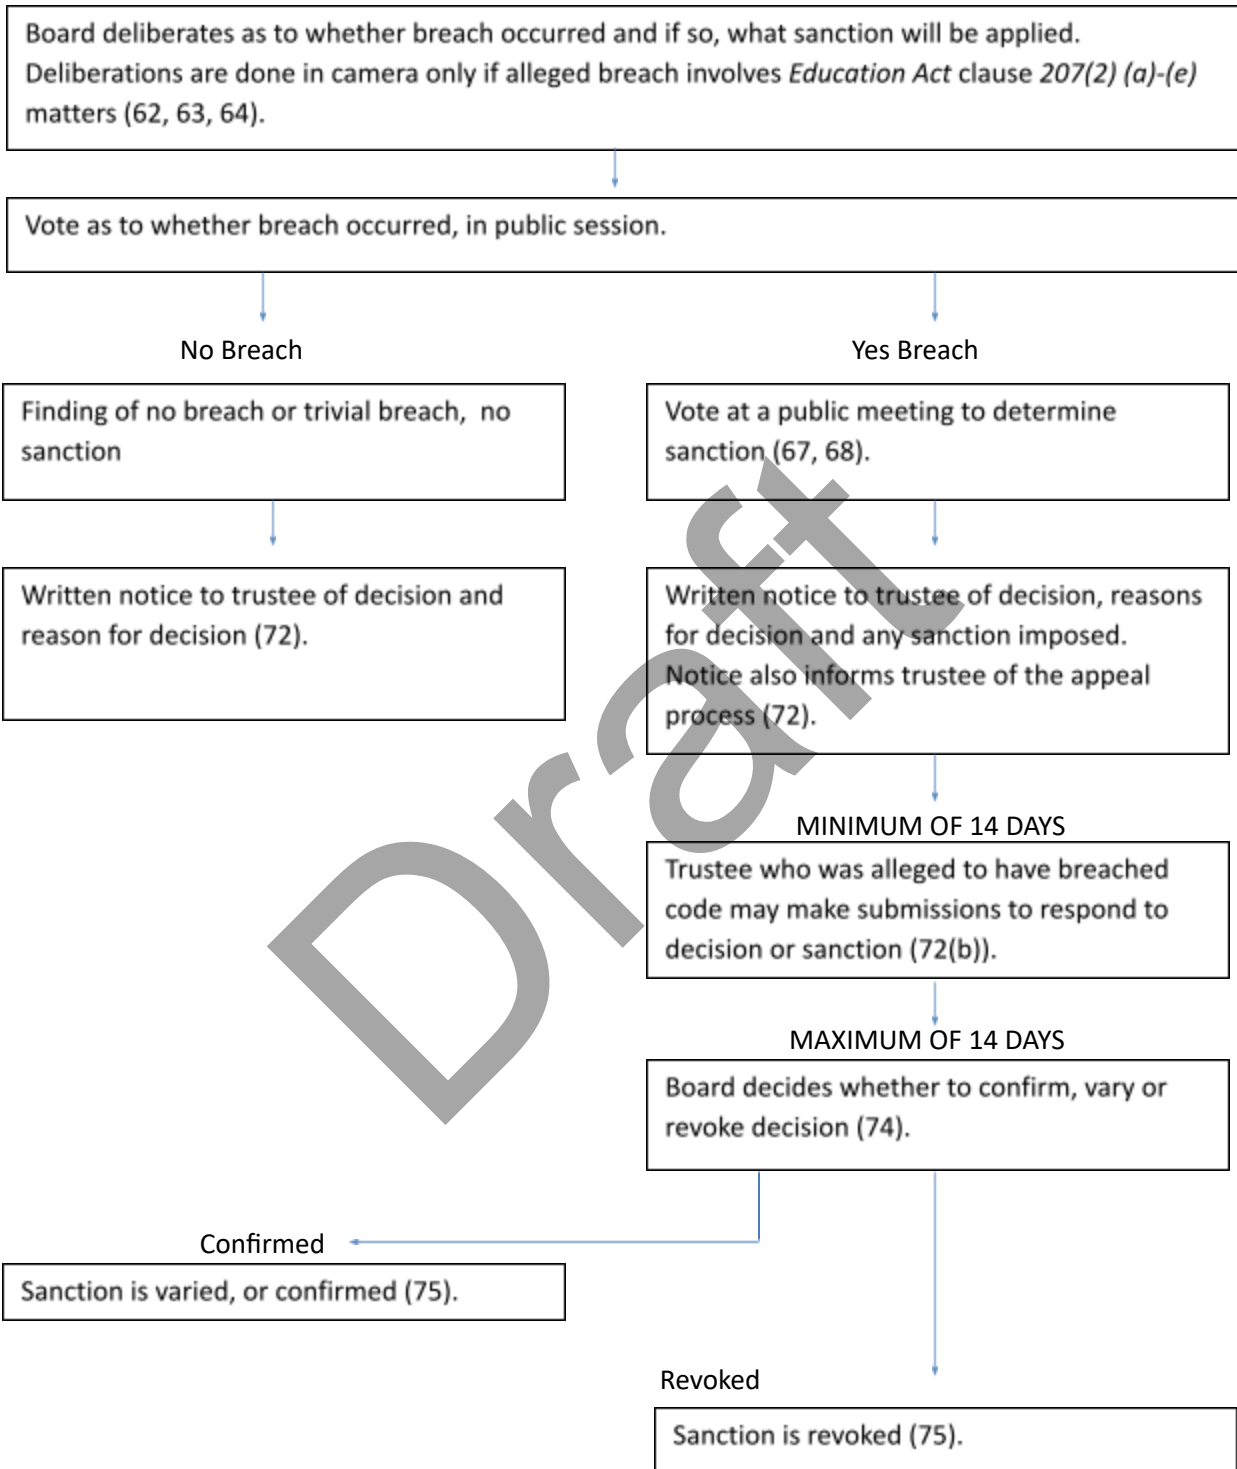 Board deliberates as to whether breach occurred and if so, what sanction will be applied.
Deliberations are done in camera only if alleged breach involves Education Act clause 207(2) (a)-(e)
matters (62, 63, 64).
Vote as to whether breach occurred, in public session.
No Breach
Yes Breach
Finding of no breach or trivial breach, no
sanction
Vote at a public meeting to determine
sanction (67, 68).
Written notice to trustee of decision and
reason for decision (72).
Written notice to trustee of decision, reasons
for decision and any sanction imposed.
Notice also informs trustee of the appeal
process (72).
MINIMUM OF 14 DAYS
Trustee who was alleged to have breached
code may make submissions to respond to
decision or sanction (72(b)).
MAXIMUM OF 14 DAYS
Board decides whether to confirm, vary or
revoke decision (74).
Confirmed
Sanction is varied, or confirmed (75).
Revoked
Sanction is revoked (75).
Draft